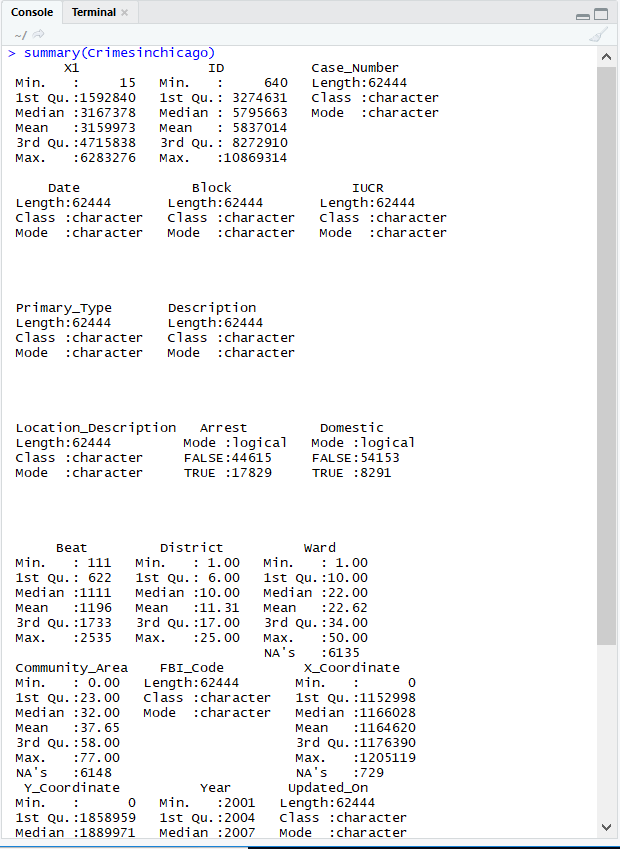 Console Terminal ×
~/
> summary(Crimesinchicago)
      X1                ID           Case_Number
Min.   :     15   Min.   :     640   Length:62444
1st Qu.:1592840   1st Qu.: 3274631   Class :character
Median :3167378   Median : 5795663   Mode  :character
Mean   :3159973   Mean   : 5837014
3rd Qu.:4715838   3rd Qu.: 8272910
Max.   :6283276   Max.   :10869314
    Date              Block               IUCR
Length:62444       Length:62444       Length:62444
Class :character   Class :character   Class :character
Mode  :character   Mode  :character   Mode  :character
Primary_Type       Description
Length:62444       Length:62444
Class :character   Class :character
Mode  :character   Mode  :character
Location_Description   Arrest         Domestic
Length:62444         Mode :logical   Mode :logical
Class :character     FALSE:44615     FALSE:54153
Mode  :character     TRUE :17829     TRUE :8291
     Beat         District          Ward
Min.   : 111   Min.   : 1.00   Min.   : 1.00
1st Qu.: 622   1st Qu.: 6.00   1st Qu.:10.00
Median :1111   Median :10.00   Median :22.00
Mean   :1196   Mean   :11.31   Mean   :22.62
3rd Qu.:1733   3rd Qu.:17.00   3rd Qu.:34.00
Max.   :2535   Max.   :25.00   Max.   :50.00
                               NA's   :6135
Community_Area    FBI_Code          X_Coordinate
Min.   : 0.00   Length:62444       Min.   :      0
1st Qu.:23.00   Class :character   1st Qu.:1152998
Median :32.00   Mode  :character   Median :1166028
Mean   :37.65                      Mean   :1164620
3rd Qu.:58.00                      3rd Qu.:1176390
Max.   :77.00                      Max.   :1205119
NA's   :6148                       NA's   :729
 Y_Coordinate          Year       Updated_On
Min.   :      0   Min.   :2001   Length:62444
1st Qu.:1858959   1st Qu.:2004   Class :character
Median :1889971   Median :2007   Mode  :character